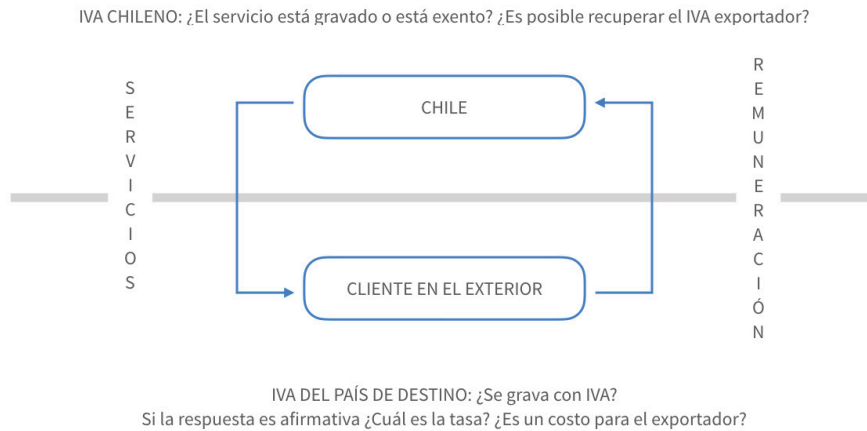 IVA CHILENO: ¿El servicio está gravado o está exento? ¿Es posible recuperar el IVA exportador?
SERVICIOS
CHILE
REMUNERACIÓN
CLIENTE EN EL EXTERIOR
IVA DEL PAÍS DE DESTINO: ¿Se grava con IVA?
Si la respuesta es afirmativa ¿Cuál es la tasa? ¿Es un costo para el exportador?